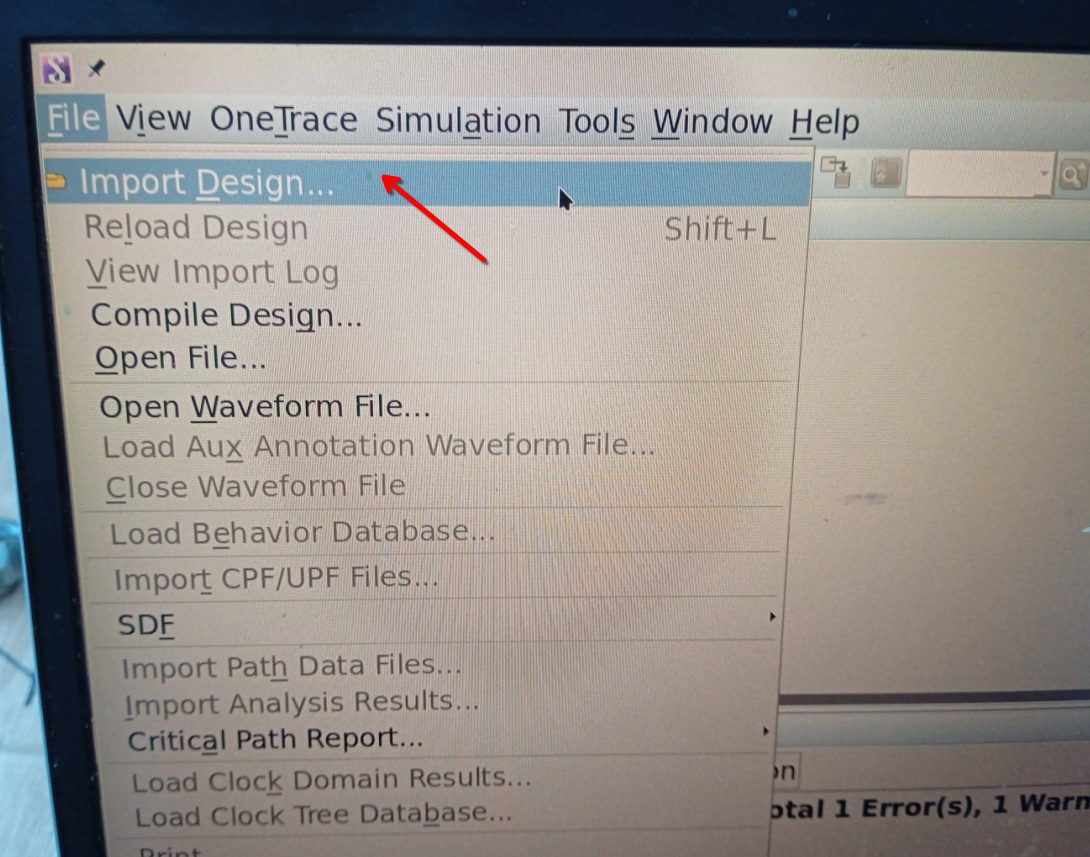 File View OneTrace Simulation Tools Window Help
Import Design...
Reload Design Shift+L
View Import Log
Compile Design...
Open File...
Open Waveform File...
Load Aux Annotation Waveform File...
Close Waveform File
Load Behavior Database...
Import CPF/UPF Files...
SDF
Import Path Data Files...
Import Analysis Results...
Critical Path Report...
Load Clock Domain Results...
on
Load Clock Tree Database...
otal 1 Error(s), 1 Warn
Print